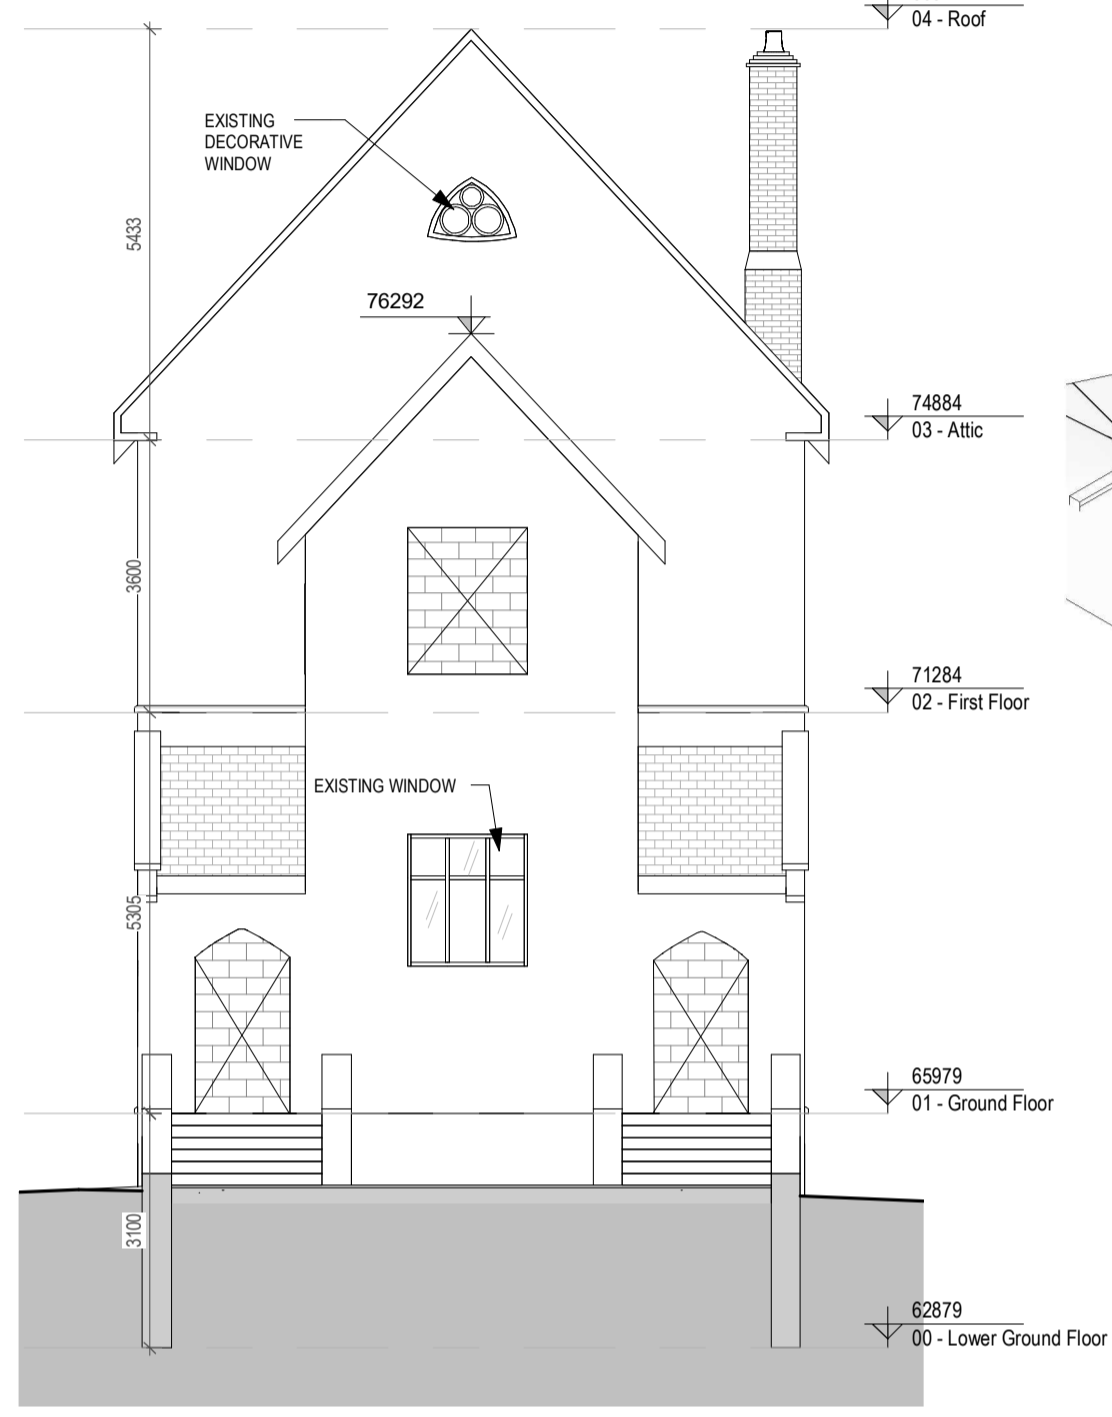 04 - Roof
EXISTING
DECORATIVE
WINDOW
5433
76292
74884
03 - Attic
3600
71284
02 - First Floor
EXISTING WINDOW
5305
65979
01 - Ground Floor
3100
62879
00 - Lower Ground Floor